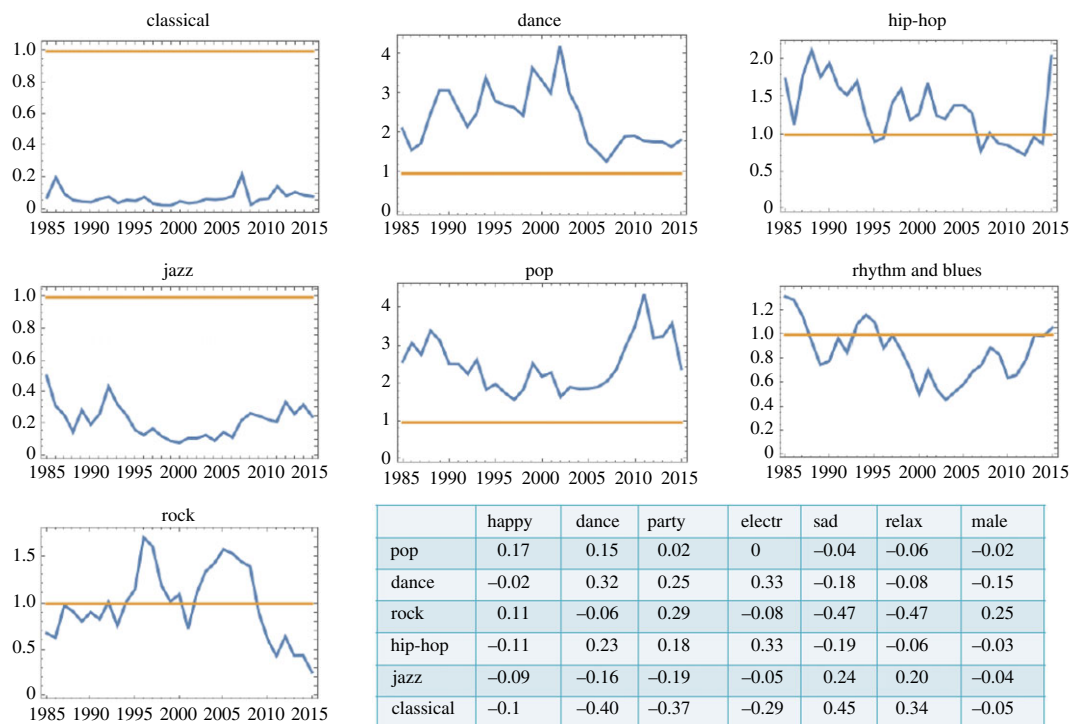 classical
dance
hip-hop
1.0
0.8
0.6
0.4
0.2
0
1985 1990 1995 2000 2005 2010 2015
4
3
2
1
0
1985 1990 1995 2002 2005 2010 2015
2.0
1.5
1.0
0.5
0
1985 1990 1995 2000 2005 2010 2015
jazz
pop
rhythm and blues
1.0
0.8
0.6
0.4
0.2
0
1985 1990 1995 2000 2005 2010 2015
4
3
2
1
0
1985 1990 1995 2002 2005 2010 2015
1.2
1.0
0.8
0.6
0.4
0.2
0
1985 1990 1995 2000 2005 2010 2015
rock
1.5
1.0
0.5
0
1985 1990 1995 2000 2005 2010 2015
happy dance party electr sad relax male
pop 0.17 0.15 0.02 0 –0.04 –0.06 –0.02
dance –0.02 0.32 0.25 0.33 –0.18 –0.08 –0.15
rock 0.11 –0.06 0.29 –0.08 –0.47 –0.47 0.25
hip-hop –0.11 0.23 0.18 0.33 –0.19 –0.06 –0.03
jazz –0.09 –0.16 –0.19 –0.05 0.24 0.20 –0.04
classical –0.1 –0.40 –0.37 –0.29 0.45 0.34 –0.05